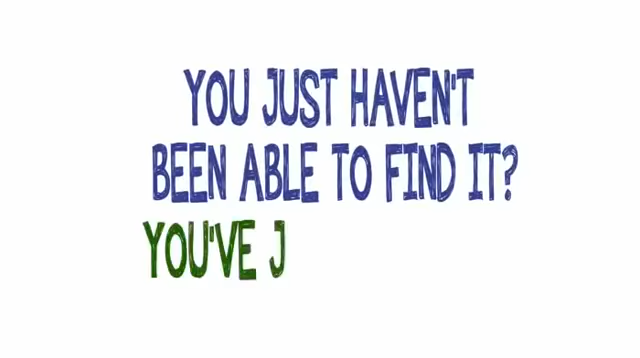 YOU JUST HAVEN'T
BEEN ABLE TO FIND IT?
YOU'VE J